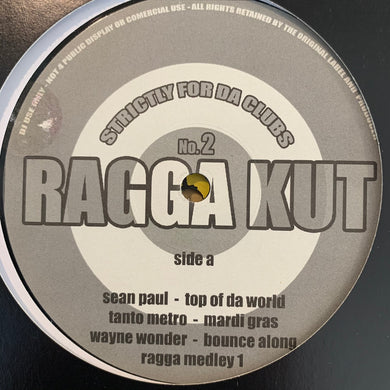 DJ USE ONLY - NOT 4 PUBLIC DISPLAY OR COMERCIAL USE - ALL RIGHTS RETAINED BY THE ORIGINAL LABEL AND PRODUCERS
STRICTLY FOR DA CLUBS
No.2
RAGGA KUT
side a
sean paul - top of da world
tanto metro - mardi gras
wayne wonder - bounce along
ragga medley 1